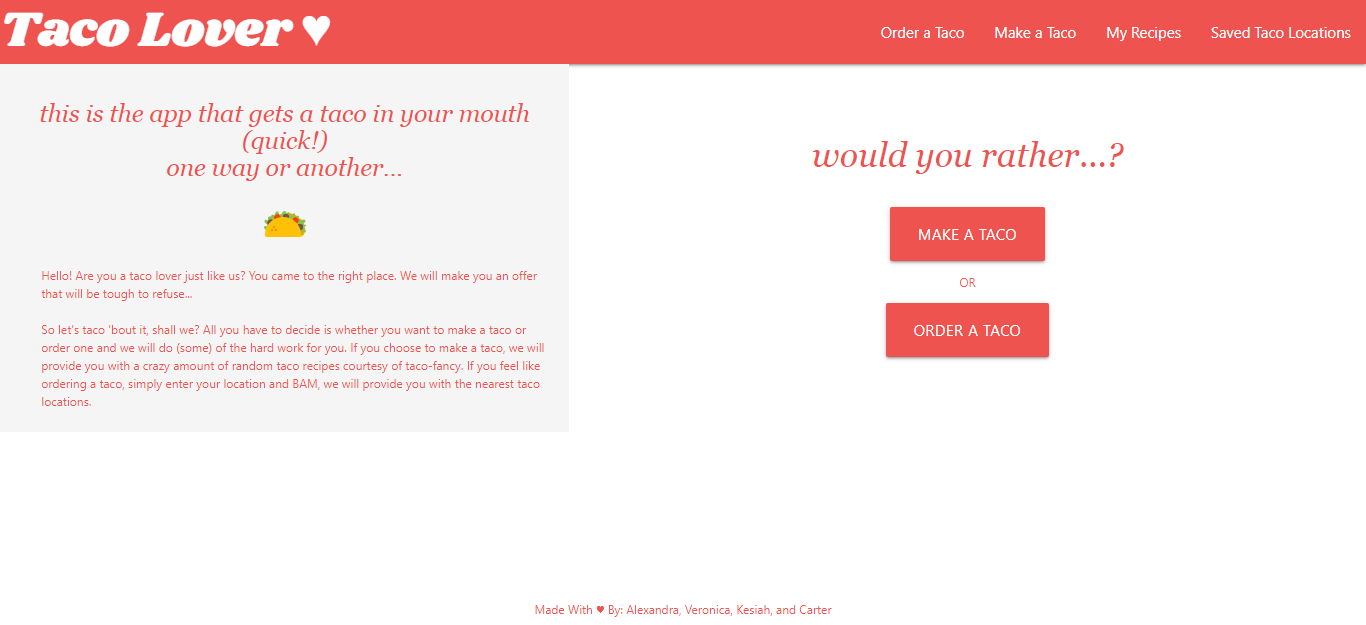 Taco Lover ♥
Order a Taco
Make a Taco
My Recipes
Saved Taco Locations
this is the app that gets a taco in your mouth
(quick!)
one way or another...
Hello! Are you a taco lover just like us? You came to the right place. We will make you an offer
that will be tough to refuse...
So let's taco 'bout it, shall we? All you have to decide is whether you want to make a taco or
order one and we will do (some) of the hard work for you. If you choose to make a taco, we will
provide you with a crazy amount of random taco recipes courtesy of taco-fancy. If you feel like
ordering a taco, simply enter your location and BAM, we will provide you with the nearest taco
locations.
would you rather...?
MAKE A TACO
OR
ORDER A TACO
Made With ♥ By: Alexandra, Veronica, Kesiah, and Carter